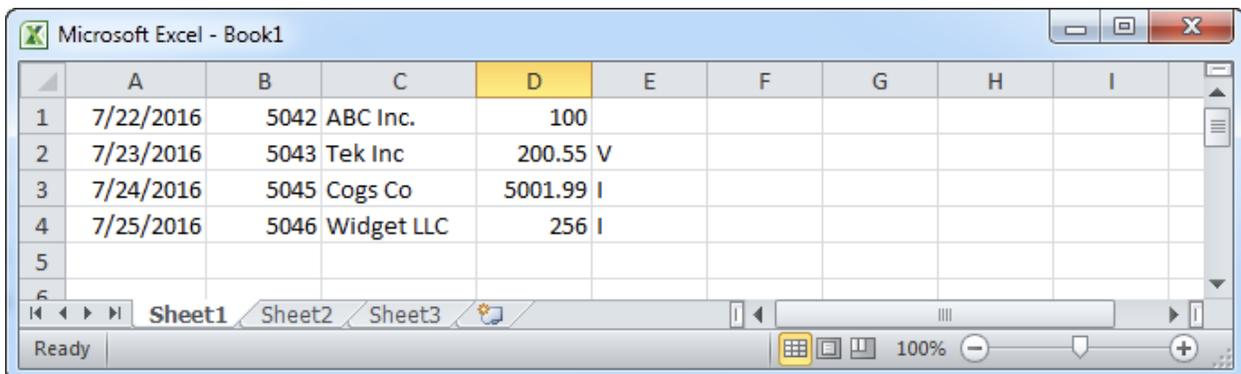 Microsoft Excel - Book1
A B C D E F G H I
1 7/22/2016 5042 ABC Inc. 100
2 7/23/2016 5043 Tek Inc 200.55 V
3 7/24/2016 5045 Cogs Co 5001.99 I
4 7/25/2016 5046 Widget LLC 256 I
5
6
Sheet1 Sheet2 Sheet3
Ready 100%